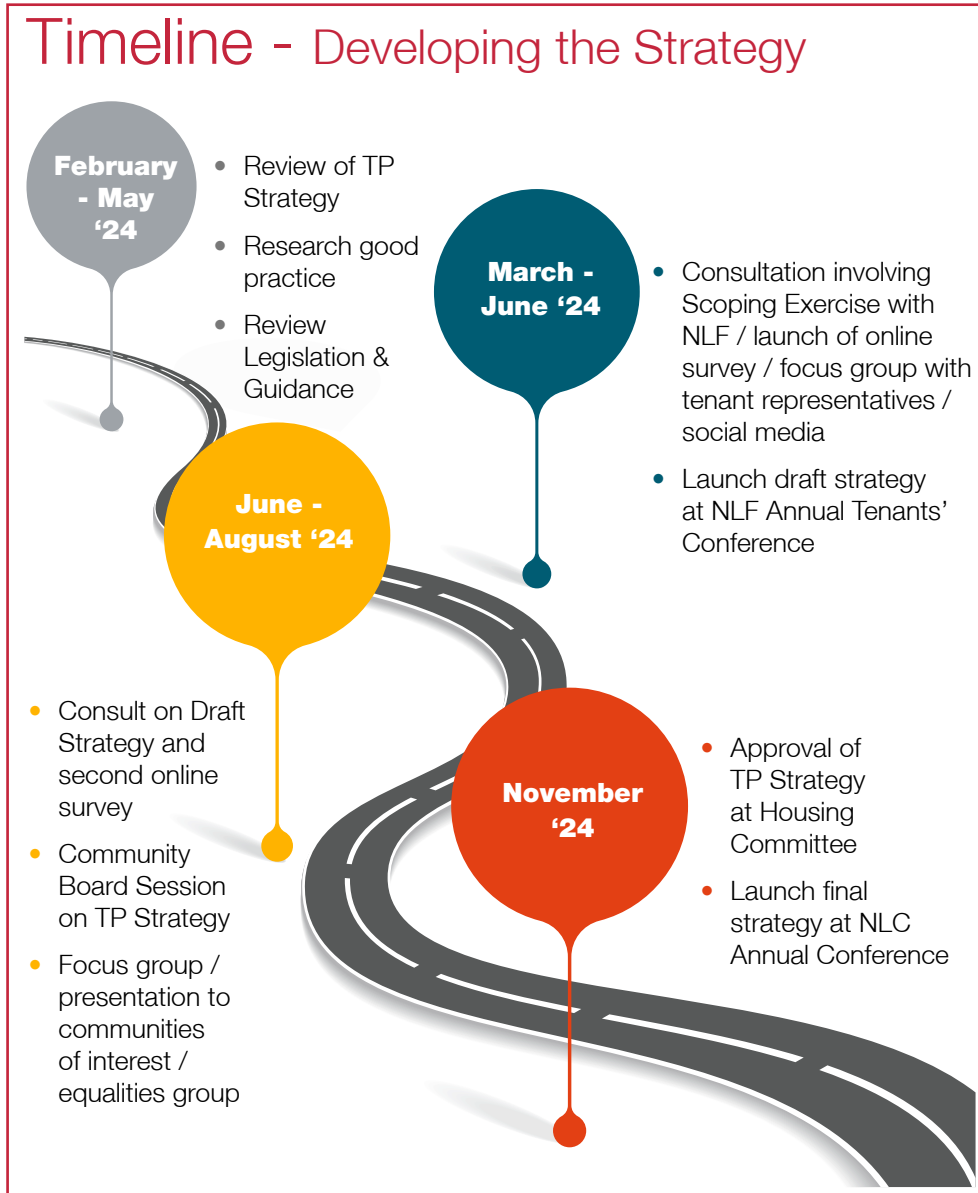 Timeline - Developing the Strategy
February
- May
‘24
• Review of TP
Strategy
• Research good
practice
• Review
Legislation &
Guidance
March -
June ‘24
• Consultation involving
Scoping Exercise with
NLF / launch of online
survey / focus group with
tenant representatives /
social media
• Launch draft strategy
at NLF Annual Tenants’
Conference
June -
August ‘24
• Consult on Draft
Strategy and
second online
survey
• Community
Board Session
on TP Strategy
• Focus group /
presentation to
communities
of interest /
equalities group
November
‘24
• Approval of
TP Strategy
at Housing
Committee
• Launch final
strategy at NLC
Annual Conference